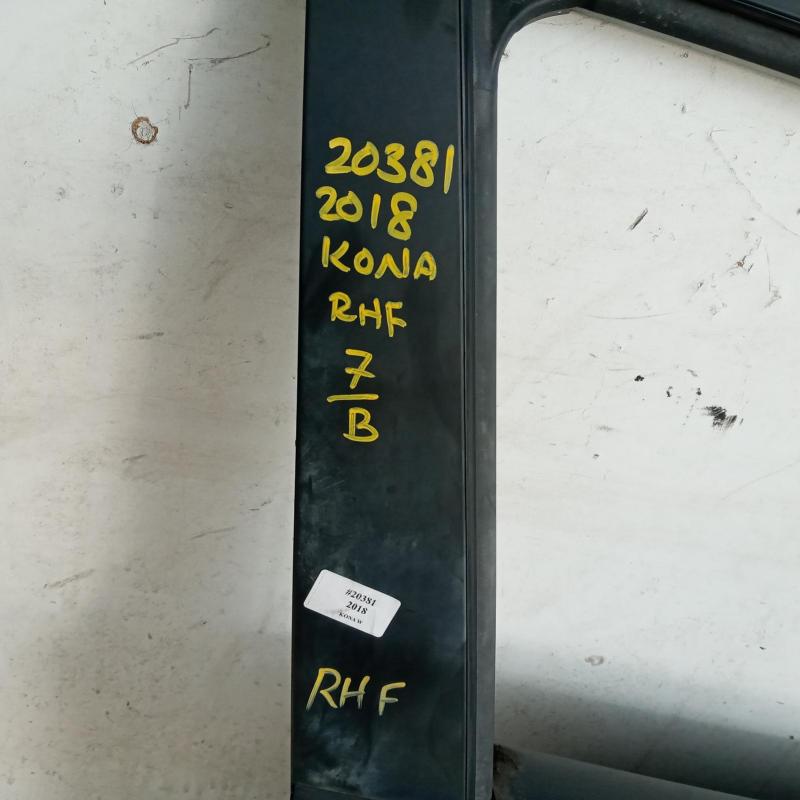 20381
2018
KONA
RHF
7
B
#20381
2018
KONA W
RHF